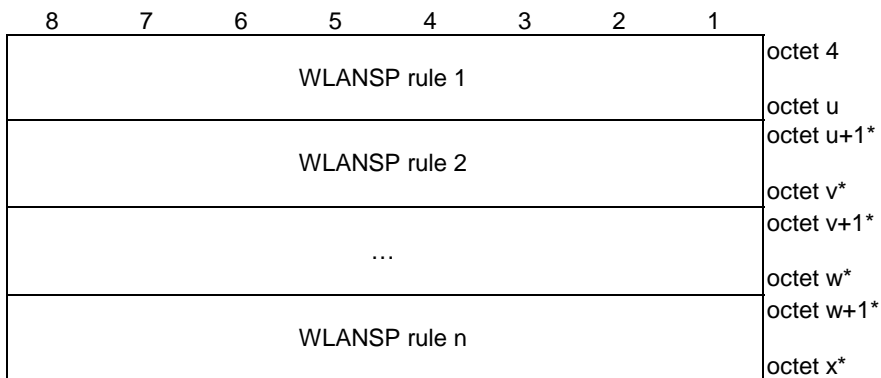 8 7 6 5 4 3 2 1
octet 4
WLANSP rule 1
octet u
octet u+1*
WLANSP rule 2
octet v*
octet v+1*
…
octet w*
octet w+1*
WLANSP rule n
octet x*